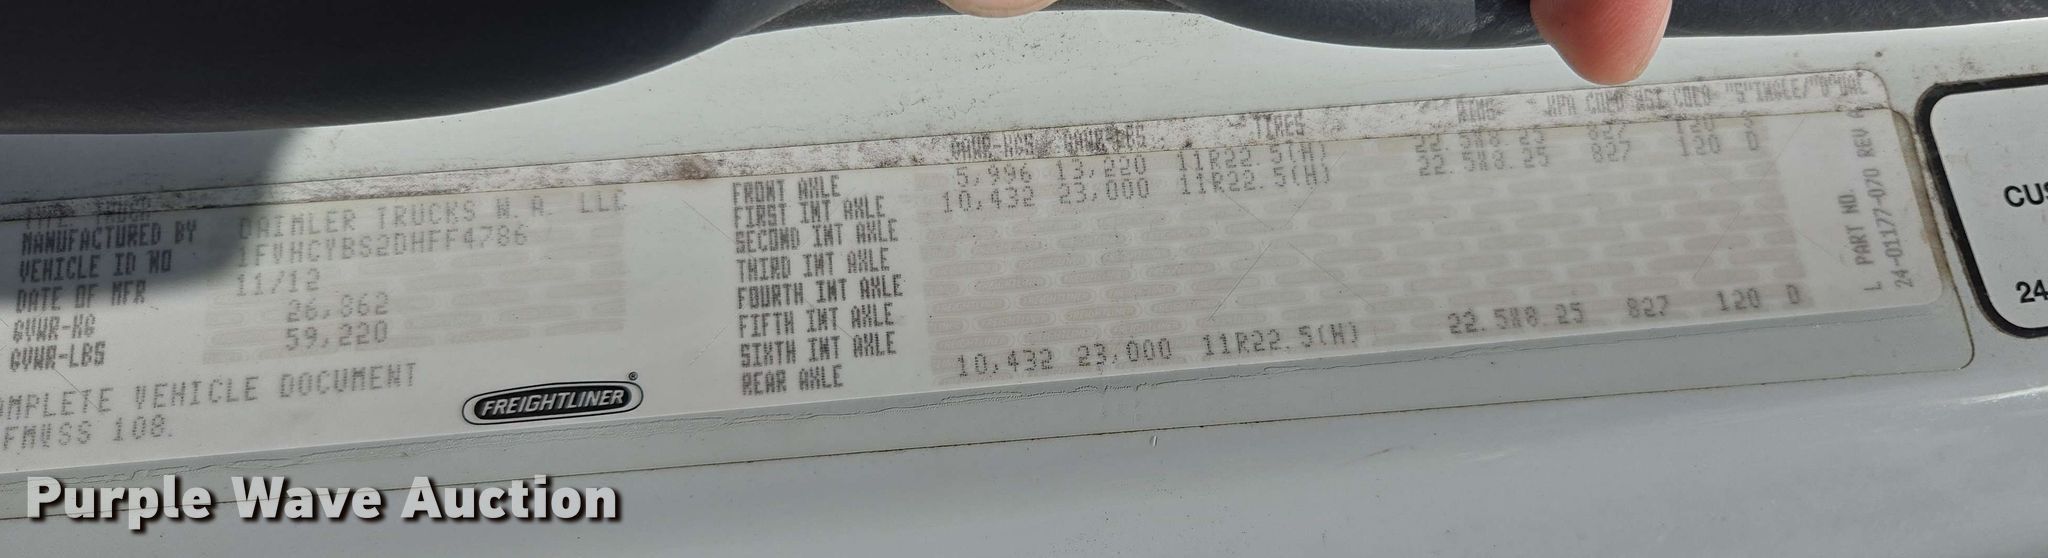 GAWR-KGS GAWR-LBS TIRES RIMS KPA COLD PSI COLD "S"INGLE/"D"UAL
TYPE TRUCK
MANUFACTURED BY DAIMLER TRUCKS N.A. LLC
VEHICLE ID NO 1FVHCYBS2DHFF4786
DATE OF MFR 11/12
GVWR-KG 26,862
GVWR-LBS 59,220
OMPLETE VEHICLE DOCUMENT
FMVSS 108.
FREIGHTLINER®
FRONT AXLE 5,996 13,220 11R22.5(H) 22.5X8.25 827 120 S
FIRST INT AXLE 10,432 23,000 11R22.5(H) 22.5X8.25 827 120 D
SECOND INT AXLE
THIRD INT AXLE
FOURTH INT AXLE
FIFTH INT AXLE
SIXTH INT AXLE
REAR AXLE 10,432 23,000 11R22.5(H) 22.5X8.25 827 120 D
L PART NO.
24-01177-070 REV A
CUS
24
Purple Wave Auction